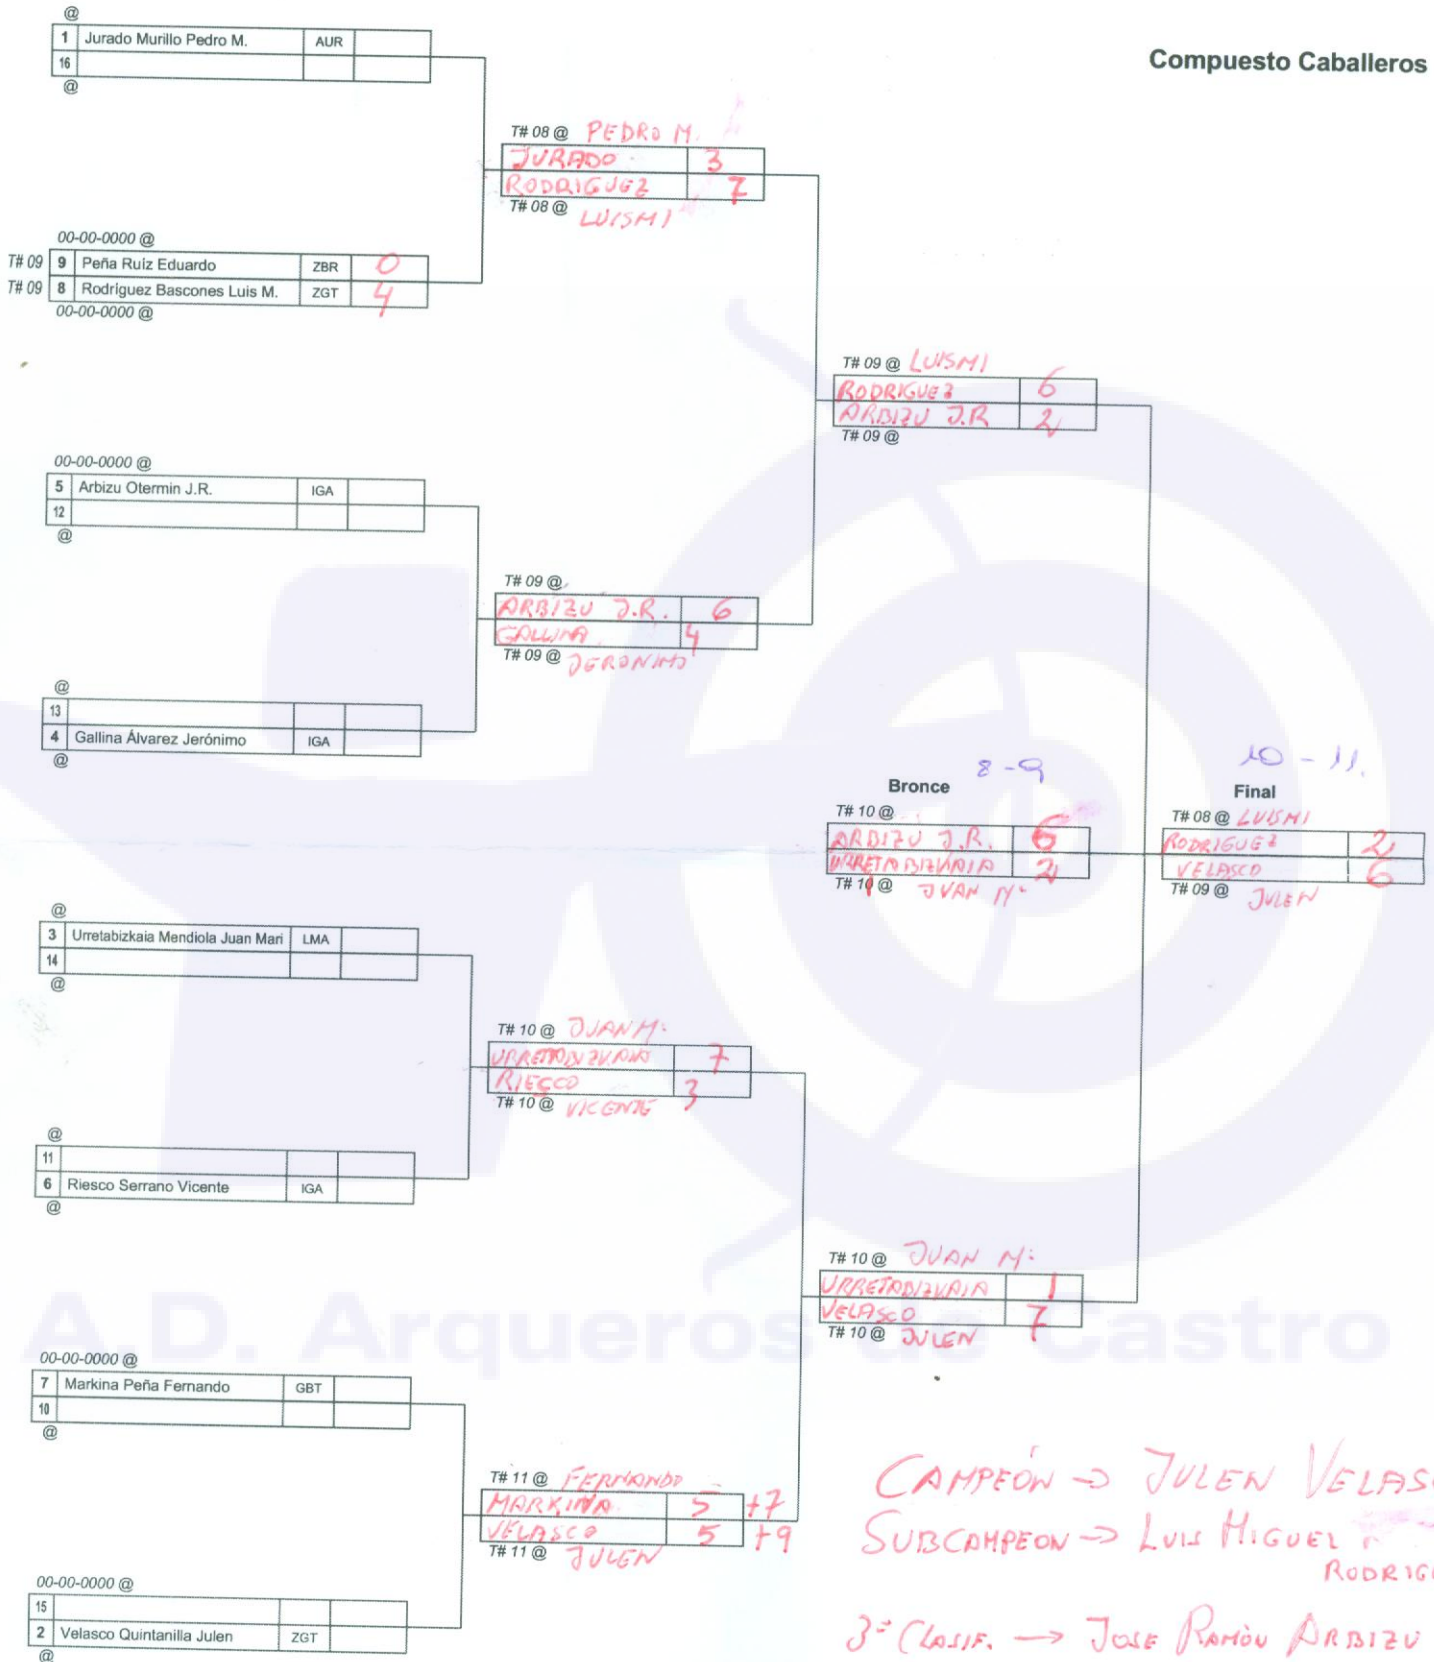 Compuesto Caballeros
@
1 Jurado Murillo Pedro M. AUR
16
@
T# 08 @ PEDRO M.
JURADO 3
RODRIGUEZ 7
T# 08 @ LUISMI
00-00-0000 @
T# 09 9 Peña Ruiz Eduardo ZBR 0
T# 09 8 Rodriguez Bascones Luis M. ZGT 4
00-00-0000 @
T# 09 @ LUISMI
RODRIGUEZ 6
ARBIZU J.R 2
T# 09 @
00-00-0000 @
5 Arbizu Otermin J.R. IGA
12
@
T# 09 @
ARBIZU J.R. 6
GALLINA 4
T# 09 @ JERONIMO
@
13
4 Gallina Álvarez Jerónimo IGA
@
8-9
Bronce
T# 10 @
ARBIZU J.R. 6
URRETABIZKAIA 2
T# 10 @ JUAN Mª
10-11.
Final
T# 08 @ LUISMI
RODRIGUEZ 2
VELASCO 6
T# 09 @ JULEN
@
3 Urretabizkaia Mendiola Juan Mari LMA
14
@
T# 10 @ JUAN Mª
URRETABIZKAIA 7
RIESCO 3
T# 10 @ VICENTE
@
11
6 Riesco Serrano Vicente IGA
@
T# 10 @ JUAN Mª
URRETABIZKAIA 1
VELASCO 7
T# 10 @ JULEN
A.D. Arqueros de Castro
00-00-0000 @
7 Markina Peña Fernando GBT
10
@
T# 11 @ FERNANDO
MARKINA 5 +7
VELASCO 5 +9
T# 11 @ JULEN
00-00-0000 @
15
2 Velasco Quintanilla Julen ZGT
@
CAMPEÓN → JULEN VELASC
SUBCAMPEON → LUIS MIGUEL
RODRIG
3º CLASIF. → JOSE RAMÓN ARBIZU